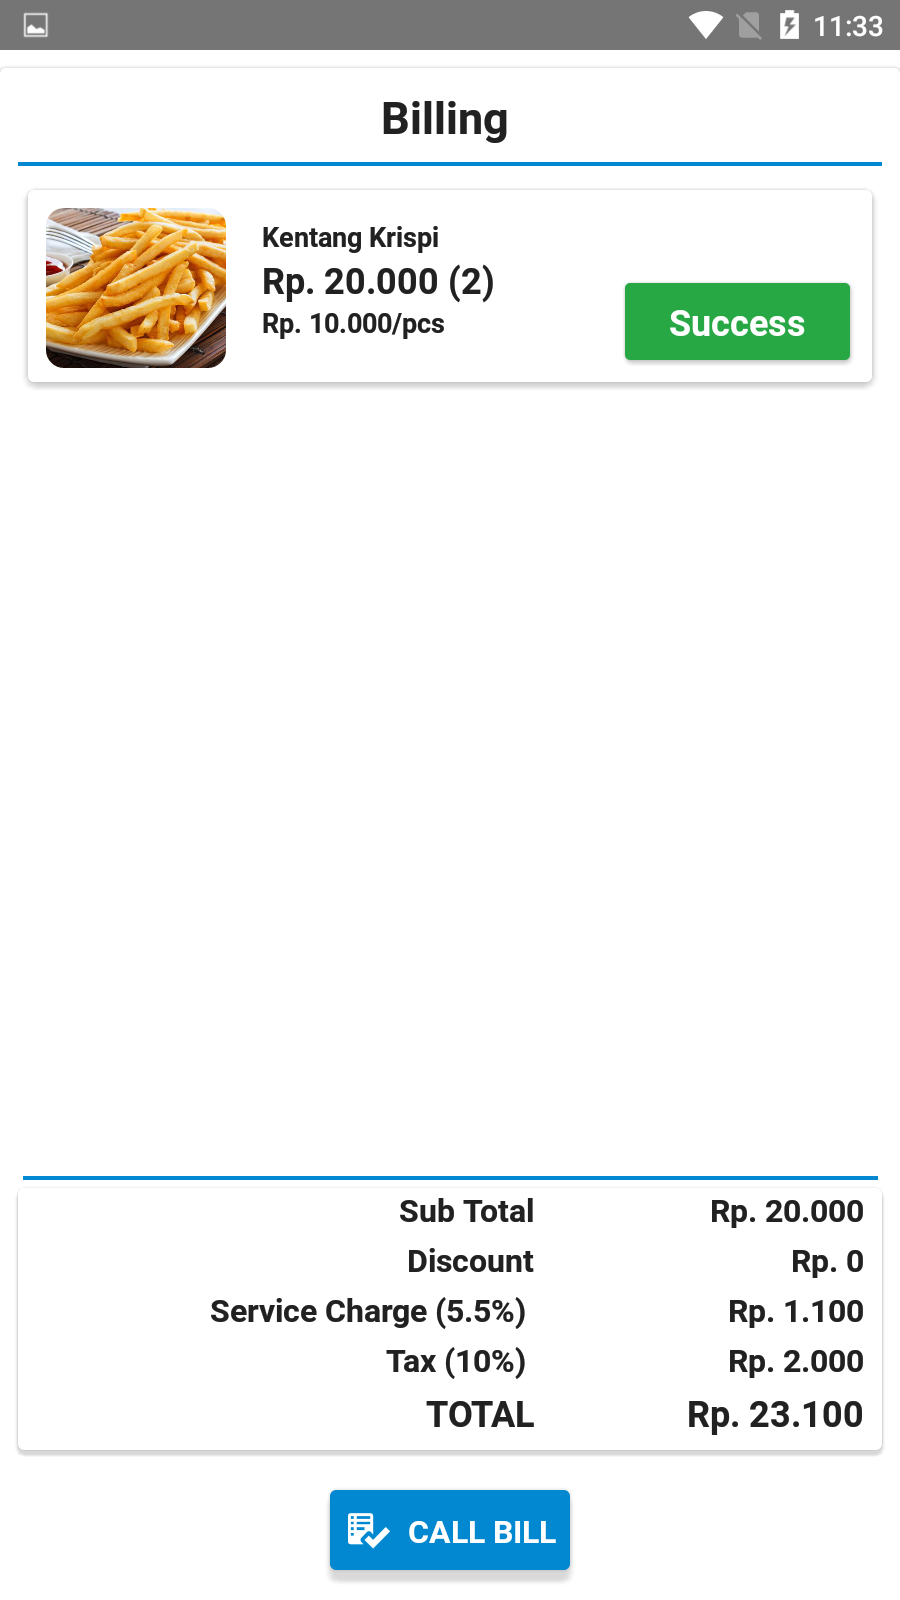 11:33
Billing
Kentang Krispi
Rp. 20.000 (2)
Rp. 10.000/pcs
Success
Sub Total Rp. 20.000
Discount Rp. 0
Service Charge (5.5%) Rp. 1.100
Tax (10%) Rp. 2.000
TOTAL Rp. 23.100
CALL BILL